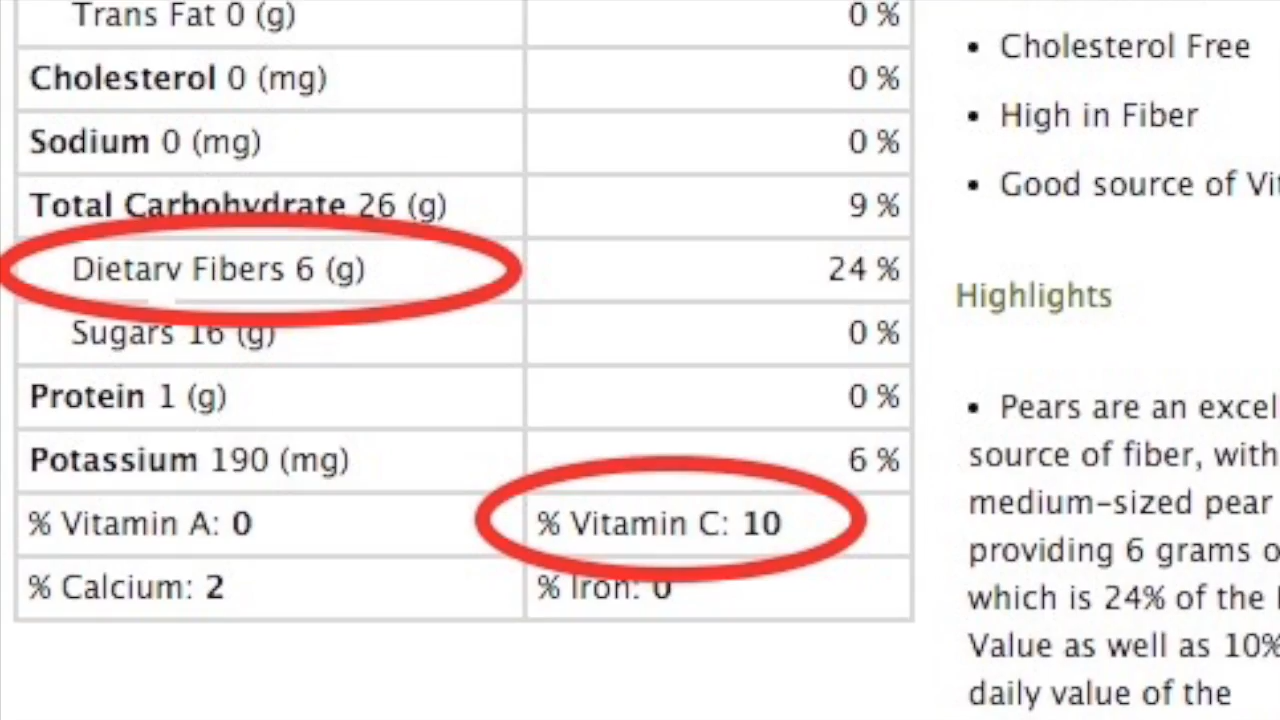 Trans Fat 0 (g) 0 %
Cholesterol 0 (mg) 0 %
Sodium 0 (mg) 0 %
Total Carbohydrate 26 (g) 9 %
Dietary Fibers 6 (g) 24 %
Sugars 16 (g) 0 %
Protein 1 (g) 0 %
Potassium 190 (mg) 6 %
% Vitamin A: 0 % Vitamin C: 10
% Calcium: 2 % Iron: 0
• Cholesterol Free
• High in Fiber
• Good source of Vit
Highlights
• Pears are an excel
source of fiber, with
medium-sized pear
providing 6 grams o
which is 24% of the
Value as well as 10%
daily value of the